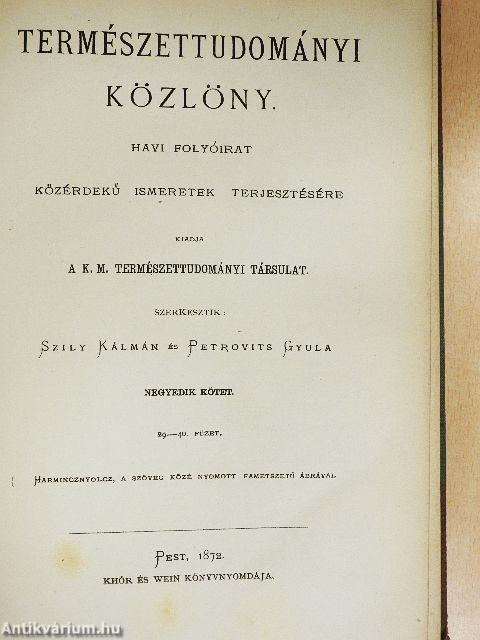 TERMÉSZETTUDOMÁNYI
KÖZLÖNY.
HAVI FOLYÓIRAT
KÖZÉRDEKŰ ISMERETEK TERJESZTÉSÉRE
KIADJA
A K. M. TERMÉSZETTUDOMÁNYI TÁRSULAT.
SZERKESZTIK:
SZILY KÁLMÁN ÉS PETROVITS GYULA
NEGYEDIK KÖTET.
29—40. FÜZET.
HARMINCZNYOLCZ, A SZÖVEG KÖZÉ NYOMOTT FAMETSZETŰ ÁBRÁVAL.
PEST, 1872.
KHÓR ÉS WEIN KÖNYVNYOMDÁJA.
Antikvárium.hu